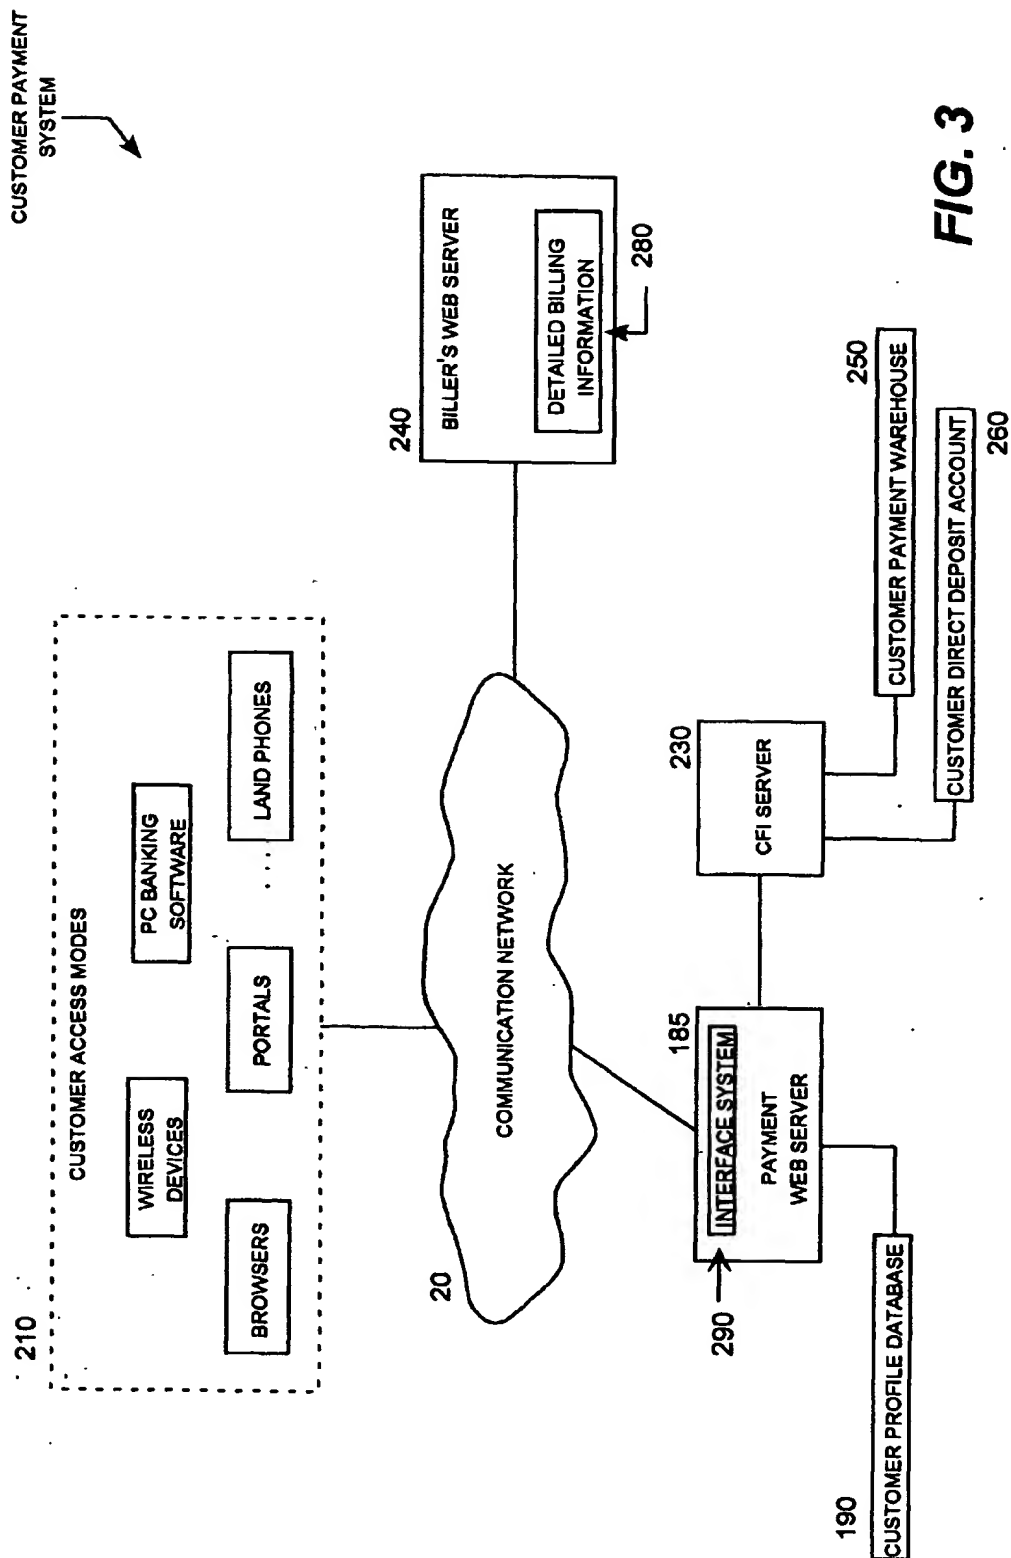 CUSTOMER PAYMENT
SYSTEM
210
CUSTOMER ACCESS MODES
WIRELESS
DEVICES
PC BANKING
SOFTWARE
BROWSERS
PORTALS
....
LAND PHONES
20
COMMUNICATION NETWORK
240
BILLER'S WEB SERVER
DETAILED BILLING
INFORMATION
280
185
290
INTERFACE SYSTEM
PAYMENT
WEB SERVER
230
CFI SERVER
190
CUSTOMER PROFILE DATABASE
250
CUSTOMER PAYMENT WAREHOUSE
CUSTOMER DIRECT DEPOSIT ACCOUNT
260
FIG. 3